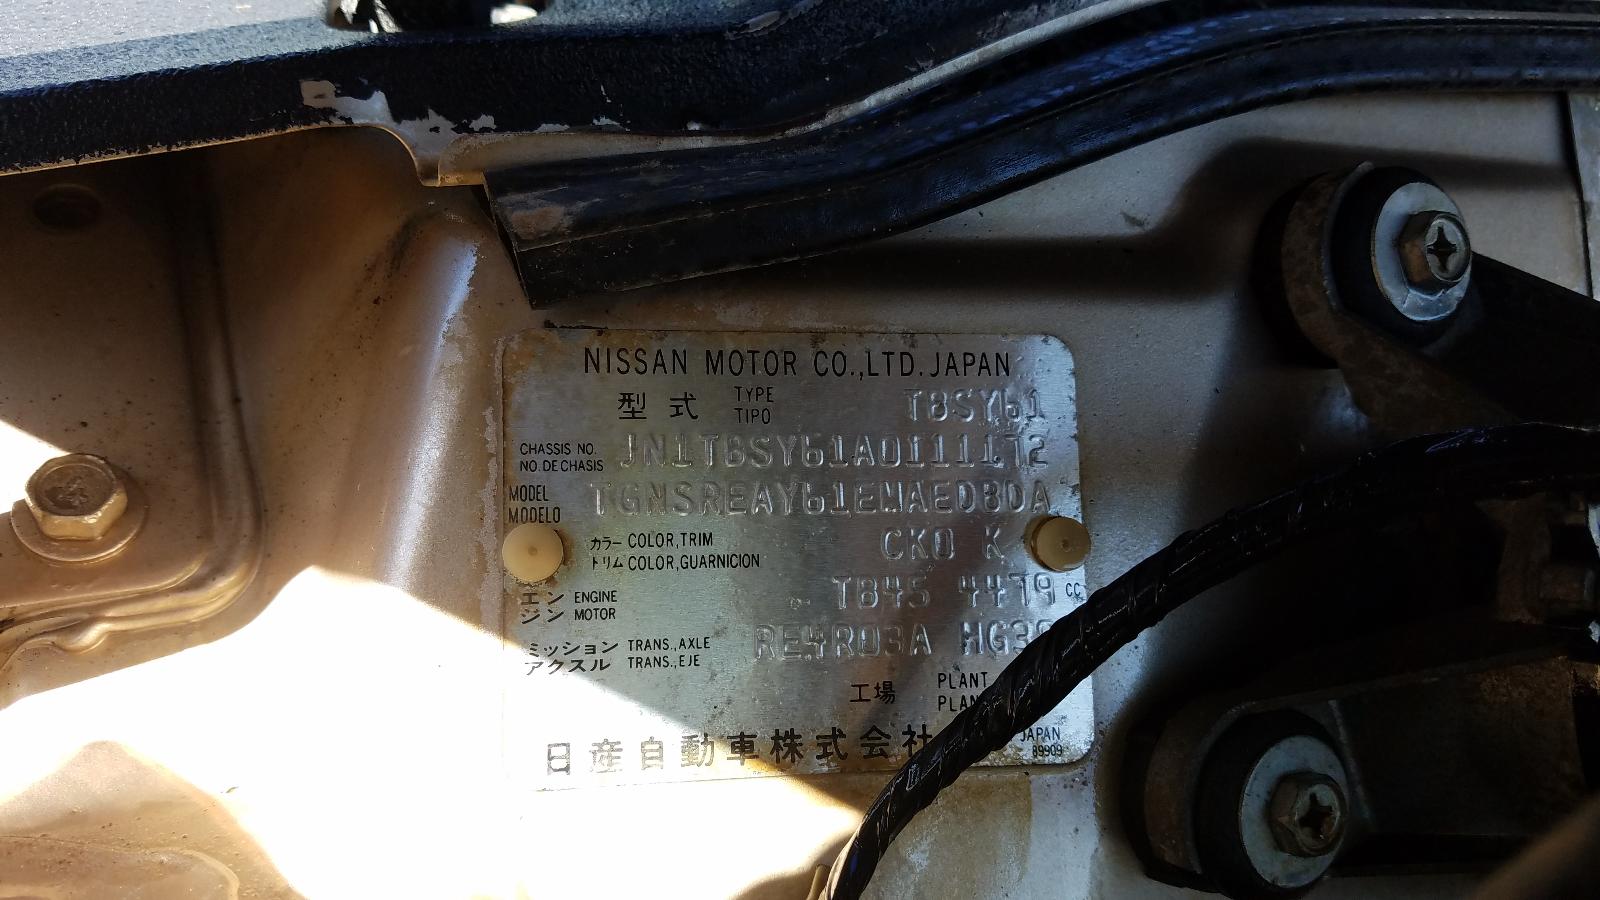 NISSAN MOTOR CO.,LTD. JAPAN
型式 TYPE TIPO TBSY61
CHASSIS NO. NO. DE CHASIS JN1TBSY61A0111172
MODEL MODELO TGNSREAY61EWAEDBDA
カラー COLOR,TRIM CK0 K
トリム COLOR,GUARNICION
エン ENGINE TB45 4479 CC
ジン MOTOR
ミッション TRANS.,AXLE RE4R03A
アクスル TRANS.,EJE
工場 PLANT
日産自動車株式会社 JAPAN
89909